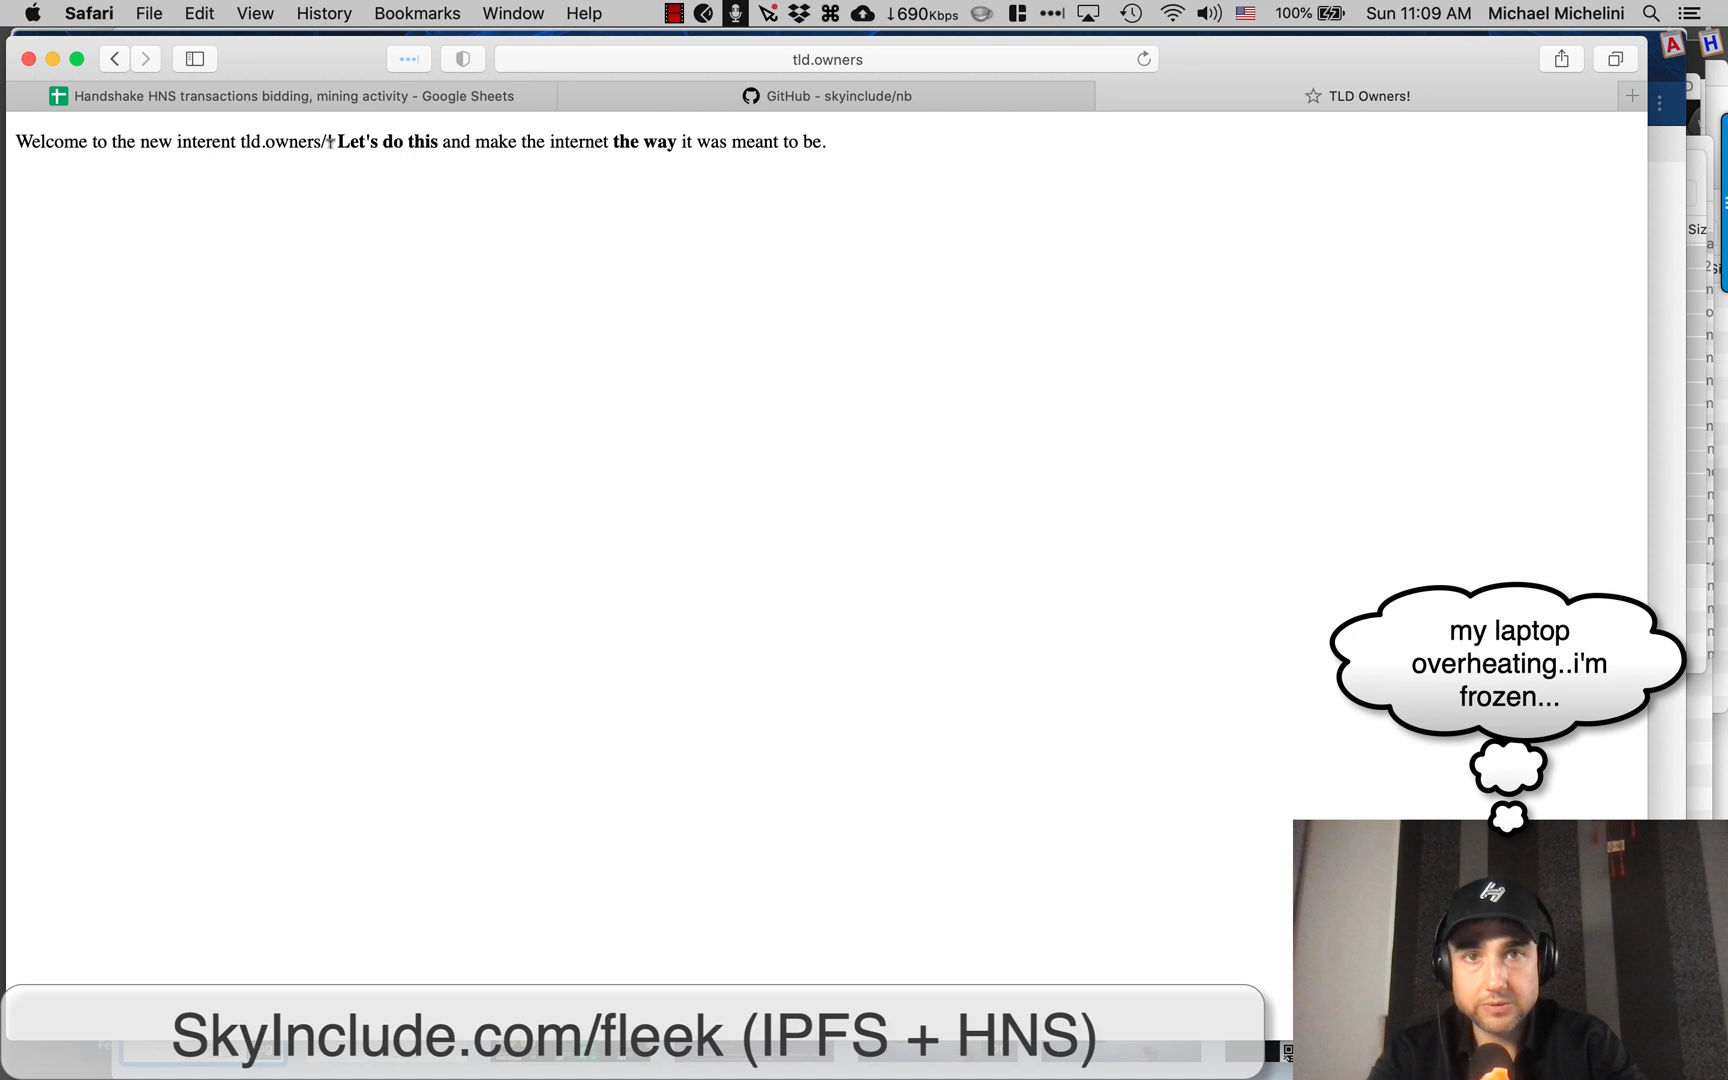 Safari File Edit View History Bookmarks Window Help ↓690Kbps 100% Sun 11:09 AM Michael Michelini
tld.owners
Handshake HNS transactions bidding, mining activity - Google Sheets
GitHub - skyinclude/nb
TLD Owners!
A
H
Welcome to the new interent tld.owners/ Let's do this and make the internet the way it was meant to be.
Siz
my laptop
overheating..i'm
frozen...
SkyInclude.com/fleek (IPFS + HNS)